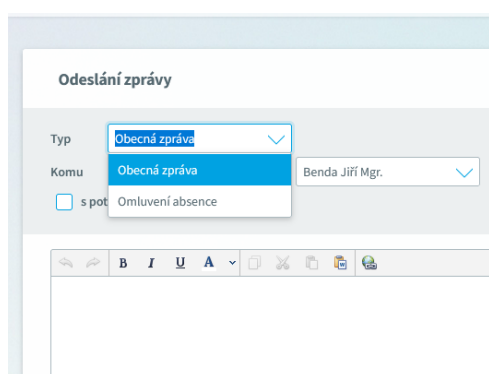 Odeslání zprávy
Typ
Obecná zpráva
Komu
Obecná zpráva
Benda Jiří Mgr.
s pot
Omluvení absence
B I U A